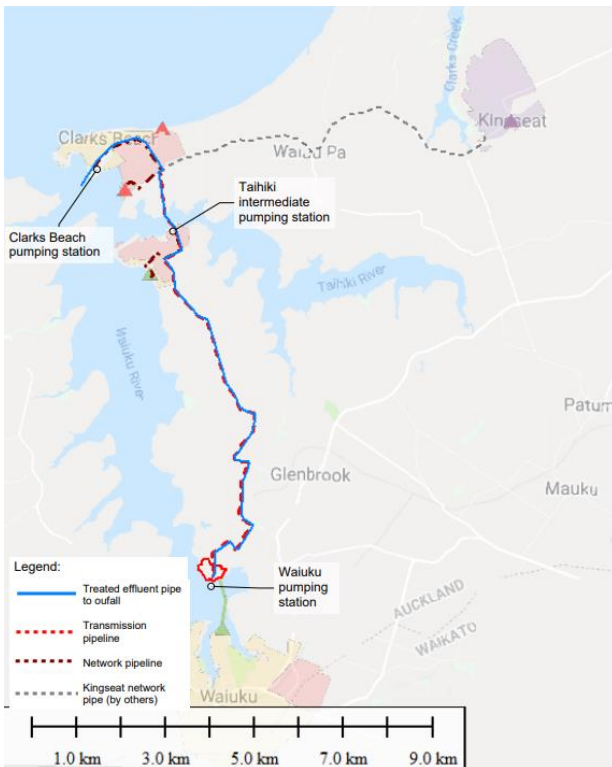 Clarks Creek
Kingseat
Clarks Beach
Waiau Pa
Taihiki
intermediate
pumping station
Clarks Beach
pumping station
Taihiki River
Waiuku River
Patum
Glenbrook
Mauku
Legend:
Treated effluent pipe
to oufall
Transmission
pipeline
Network pipeline
Kingseat network
pipe (by others)
Waiuku
pumping
station
AUCKLAND
WAIKATO
Waiuku
1.0 km
3.0 km
5.0 km
7.0 km
9.0 km